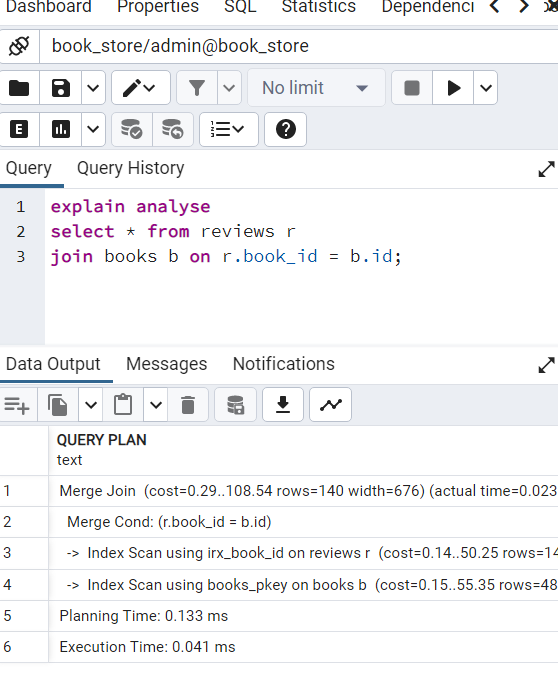 Dashboard Properties SQL Statistics Dependenci
book_store/admin@book_store
No limit
E
Query Query History
1 explain analyse
2 select * from reviews r
3 join books b on r.book_id = b.id;
Data Output Messages Notifications
QUERY PLAN
text
1 Merge Join (cost=0.29..108.54 rows=140 width=676) (actual time=0.023
2 Merge Cond: (r.book_id = b.id)
3 -> Index Scan using irx_book_id on reviews r (cost=0.14..50.25 rows=14
4 -> Index Scan using books_pkey on books b (cost=0.15..55.35 rows=48
5 Planning Time: 0.133 ms
6 Execution Time: 0.041 ms